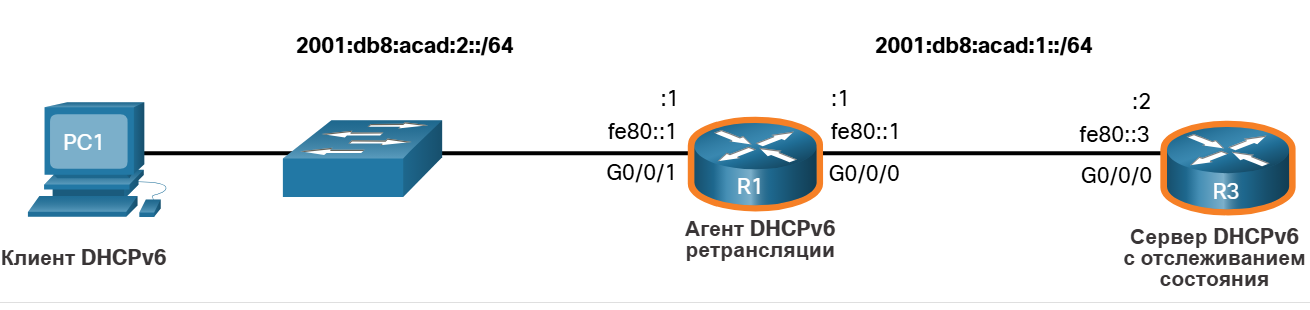 2001:db8:acad:2::/64
2001:db8:acad:1::/64
:1
:1
:2
fe80::1
fe80::1
fe80::3
PC1
G0/0/1
G0/0/0
G0/0/0
R1
R3
Клиент DHCPv6
Агент DHCPv6
ретрансляции
Сервер DHCPv6
с отслеживанием
состояния